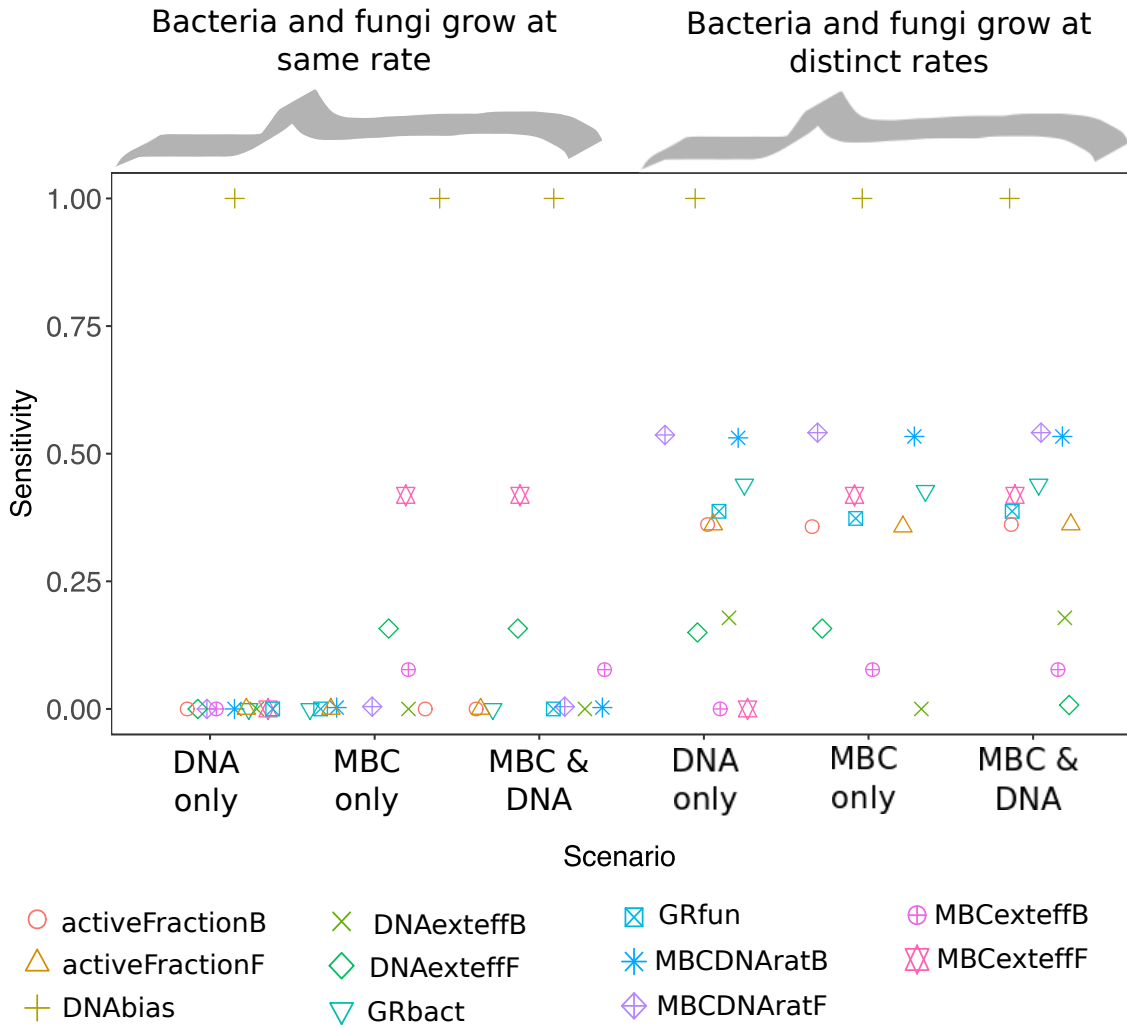 Bacteria and fungi grow at
same rate
Bacteria and fungi grow at
distinct rates
1.00
0.75
0.50
0.25
0.00
Sensitivity
DNA
only
MBC
only
MBC &
DNA
DNA
only
MBC
only
MBC &
DNA
Scenario
activeFractionB
activeFractionF
DNAbias
DNAexteffB
DNAexteffF
GRbact
GRfun
MBCDNAratB
MBCDNAratF
MBCexteffB
MBCexteffF